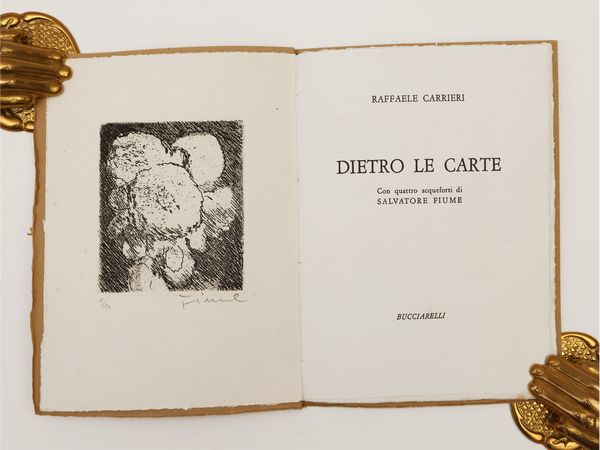 Fiume
RAFFAELE CARRIERI
DIETRO LE CARTE
Con quattro acqueforti di
SALVATORE FIUME
BUCCIARELLI